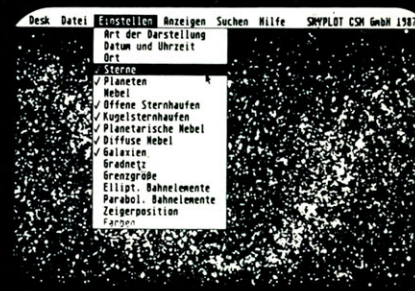 Desk Datei Einstellen Anzeigen Suchen Hilfe SKYPLOT CSM GmbH 1987
Art der Darstellung
Datum und Uhrzeit
Ort
✓ Sterne
✓ Planeten
Nebel
✓ Offene Sternhaufen
✓ Kugelsternhaufen
✓ Planetarische Nebel
✓ Diffuse Nebel
✓ Galaxien
Gradnetz
Grenzgröße
Ellipt. Bahnelemente
Parabol. Bahnelemente
Zeigerposition
Farben